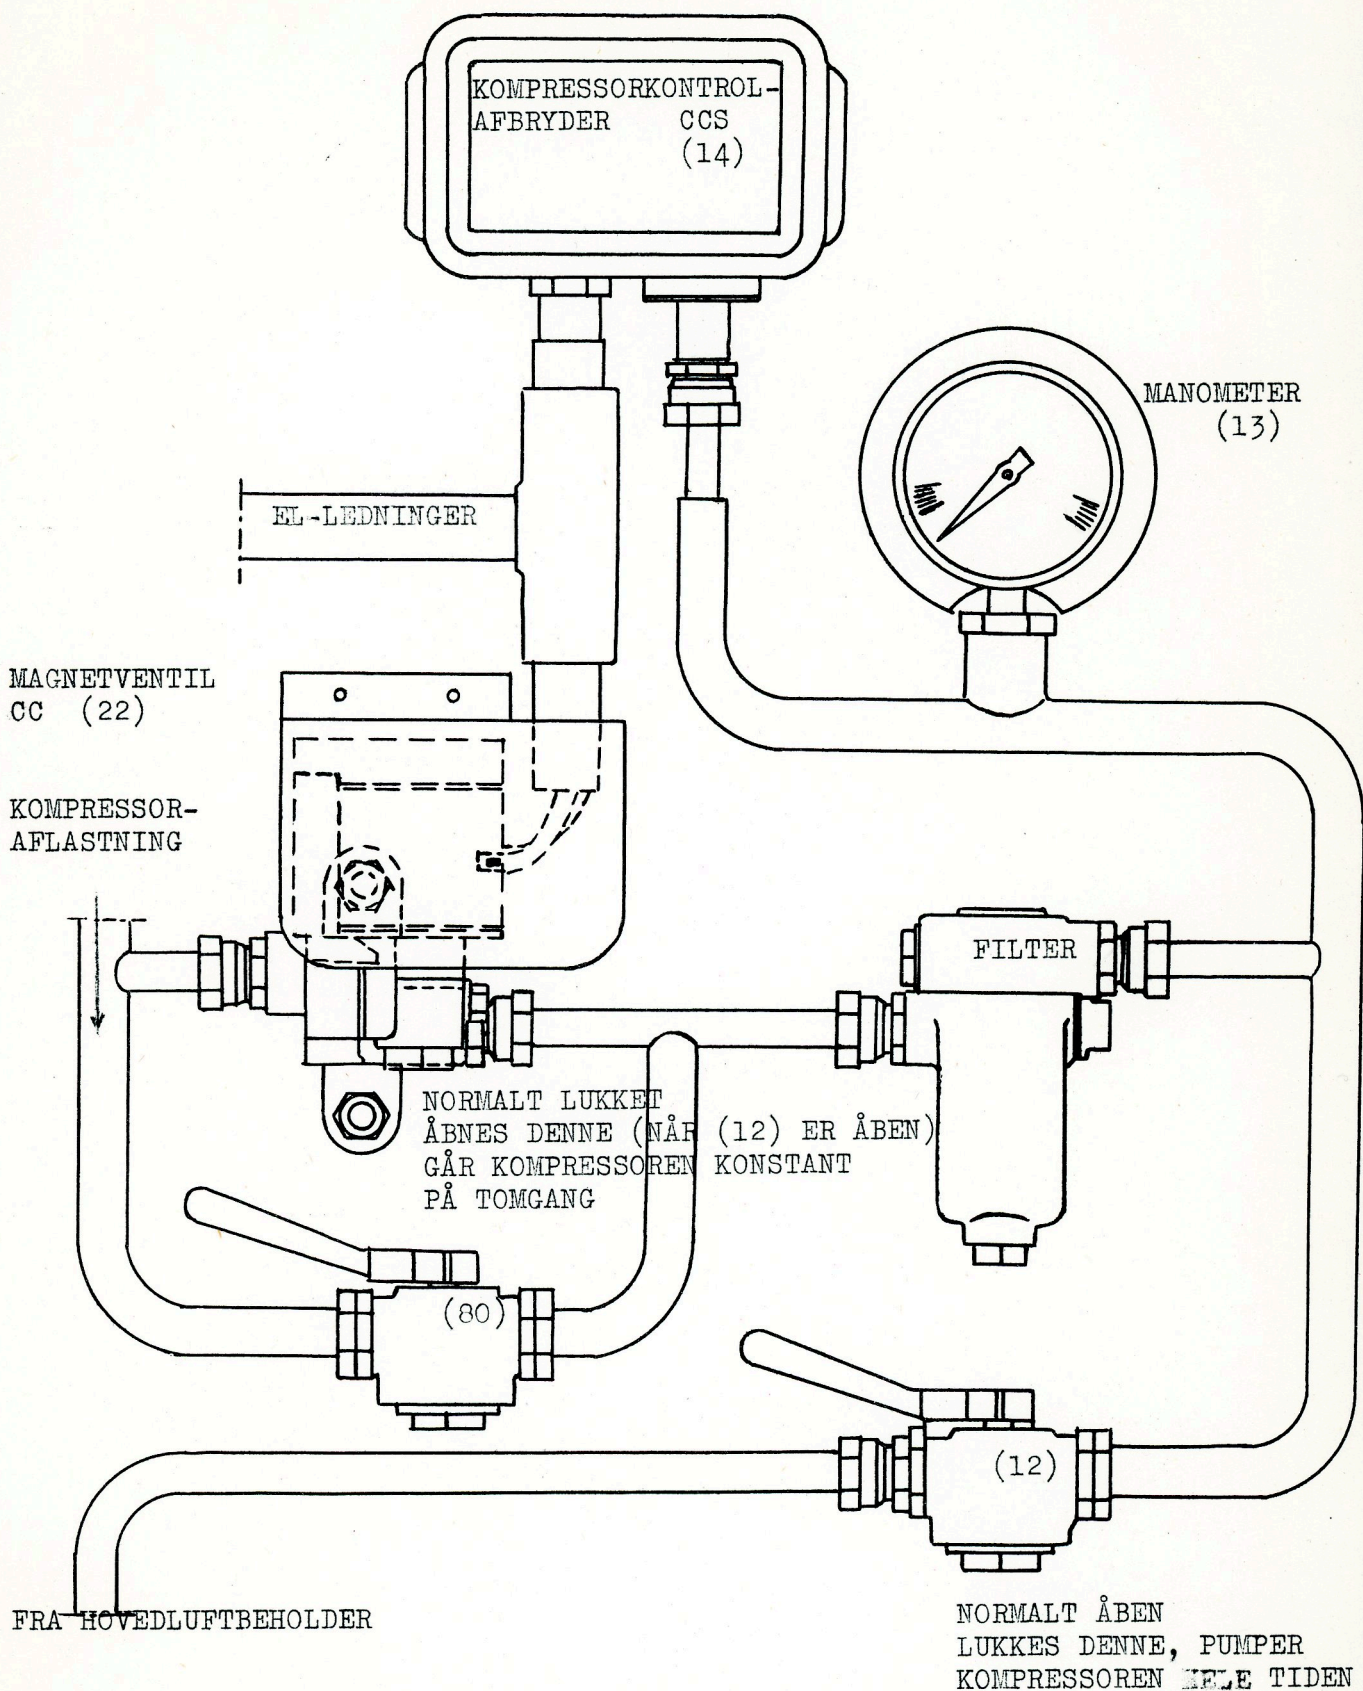 KOMPRESSORKONTROL-
AFBRYDER CCS
(14)
MANOMETER
(13)
EL-LEDNINGER
MAGNETVENTIL
CC (22)
KOMPRESSOR-
AFLASTNING
FILTER
NORMALT LUKKET
ÅBNES DENNE (NÅR (12) ER ÅBEN)
GÅR KOMPRESSOREN KONSTANT
PÅ TOMGANG
(80)
(12)
FRA HOVEDLUFTBEHOLDER
NORMALT ÅBEN
LUKKES DENNE, PUMPER
KOMPRESSOREN HELE TIDEN